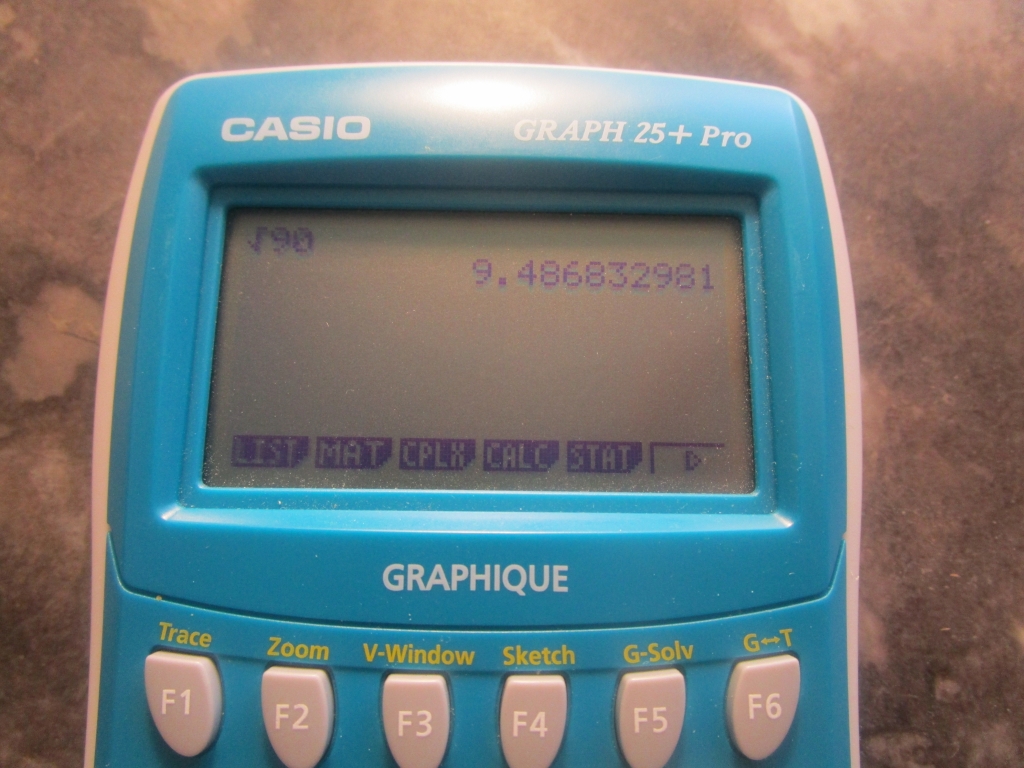 CASIO GRAPH 25+ Pro
√90
9.486832981
LIST MAT CPLX CALC STAT ▷
GRAPHIQUE
Trace Zoom V-Window Sketch G-Solv G↔T
F1 F2 F3 F4 F5 F6